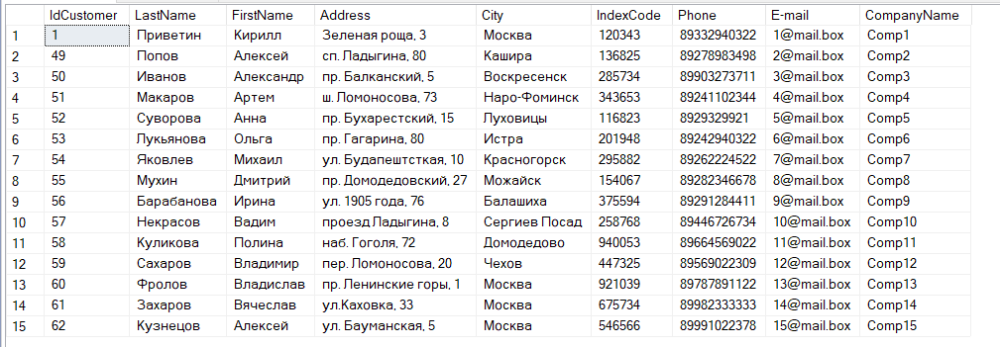 IdCustomer LastName FirstName Address City IndexCode Phone E-mail CompanyName
1 1 Приветин Кирилл Зеленая роща, 3 Москва 120343 89332940322 1@mail.box Comp1
2 49 Попов Алексей сп. Ладыгина, 80 Кашира 136825 89278983498 2@mail.box Comp2
3 50 Иванов Александр пр. Балканский, 5 Воскресенск 285734 89903273711 3@mail.box Comp3
4 51 Макаров Артем ш. Ломоносова, 73 Наро-Фоминск 343653 89241102344 4@mail.box Comp4
5 52 Суворова Анна пр. Бухарестский, 15 Луховицы 116823 8929329921 5@mail.box Comp5
6 53 Лукьянова Ольга пр. Гагарина, 80 Истра 201948 89242940322 6@mail.box Comp6
7 54 Яковлев Михаил ул. Будапештсткая, 10 Красногорск 295882 89262224522 7@mail.box Comp7
8 55 Мухин Дмитрий пр. Домодедовский, 27 Можайск 154067 89282346678 8@mail.box Comp8
9 56 Барабанова Ирина ул. 1905 года, 76 Балашиха 375594 89291284411 9@mail.box Comp9
10 57 Некрасов Вадим проезд Ладыгина, 8 Сергиев Посад 258768 89446726734 10@mail.box Comp10
11 58 Куликова Полина наб. Гоголя, 72 Домодедово 940053 89664569022 11@mail.box Comp11
12 59 Сахаров Владимир пер. Ломоносова, 20 Чехов 447325 89569022309 12@mail.box Comp12
13 60 Фролов Владислав пр. Ленинские горы, 1 Москва 921039 89787891122 13@mail.box Comp13
14 61 Захаров Вячеслав ул.Каховка, 33 Москва 675734 89982333333 14@mail.box Comp14
15 62 Кузнецов Алексей ул. Бауманская, 5 Москва 546566 89991022378 15@mail.box Comp15